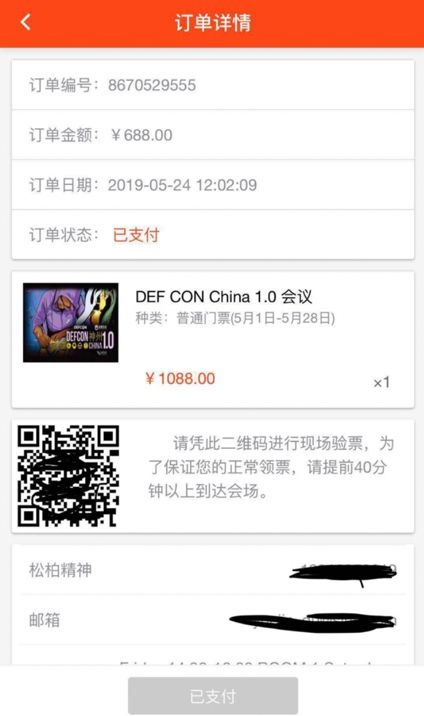 订单详情
订单编号：8670529555
订单金额：￥688.00
订单日期：2019-05-24 12:02:09
订单状态：已支付
DEF CON China 1.0 会议
种类：普通门票(5月1日-5月28日)
DEFCON
CHINA 1.0
￥1088.00
×1
请凭此二维码进行现场验票，为
了保证您的正常领票，请提前40分
钟以上到达会场。
松柏精神
邮箱
已支付